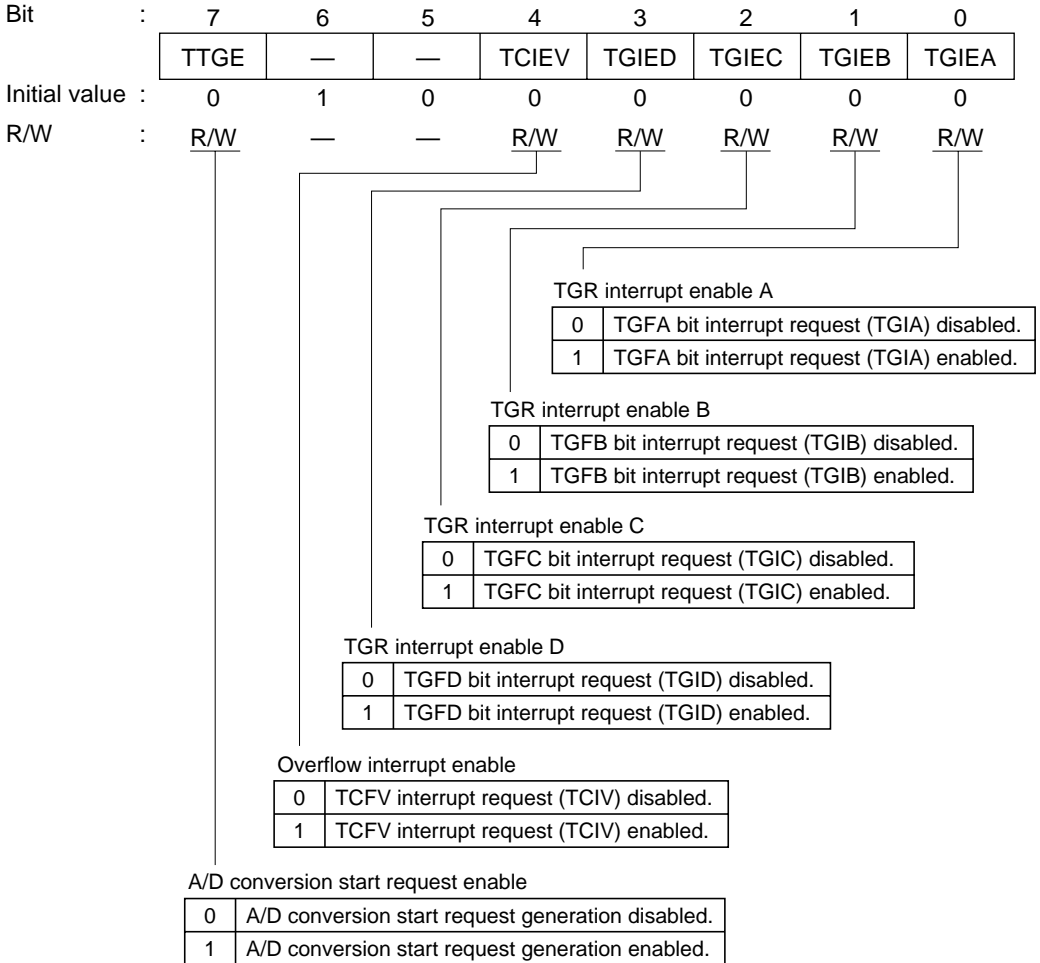 Bit : 7 6 5 4 3 2 1 0
TTGE — — TCIEV TGIED TGIEC TGIEB TGIEA
Initial value : 0 1 0 0 0 0 0 0
R/W : R/W — — R/W R/W R/W R/W R/W
TGR interrupt enable A
0 TGFA bit interrupt request (TGIA) disabled.
1 TGFA bit interrupt request (TGIA) enabled.
TGR interrupt enable B
0 TGFB bit interrupt request (TGIB) disabled.
1 TGFB bit interrupt request (TGIB) enabled.
TGR interrupt enable C
0 TGFC bit interrupt request (TGIC) disabled.
1 TGFC bit interrupt request (TGIC) enabled.
TGR interrupt enable D
0 TGFD bit interrupt request (TGID) disabled.
1 TGFD bit interrupt request (TGID) enabled.
Overflow interrupt enable
0 TCFV interrupt request (TCIV) disabled.
1 TCFV interrupt request (TCIV) enabled.
A/D conversion start request enable
0 A/D conversion start request generation disabled.
1 A/D conversion start request generation enabled.